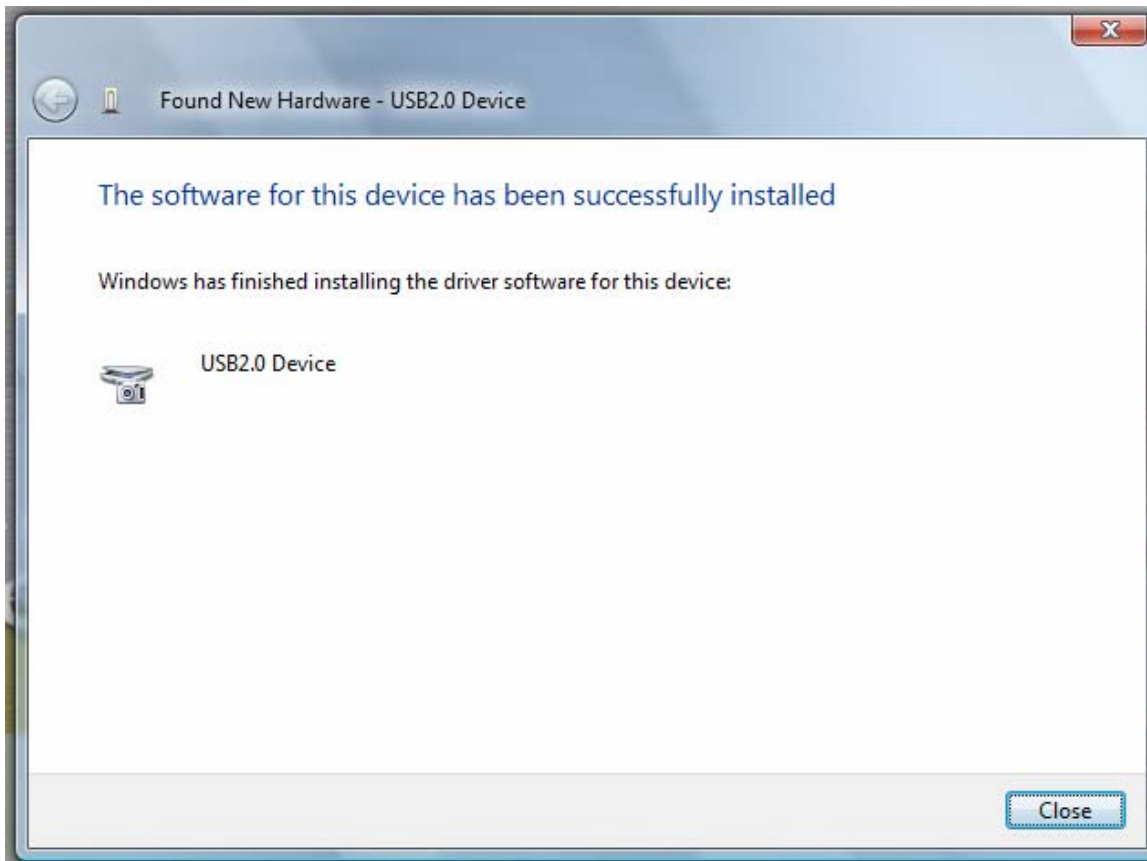 Found New Hardware - USB2.0 Device
The software for this device has been successfully installed
Windows has finished installing the driver software for this device:
USB2.0 Device
Close